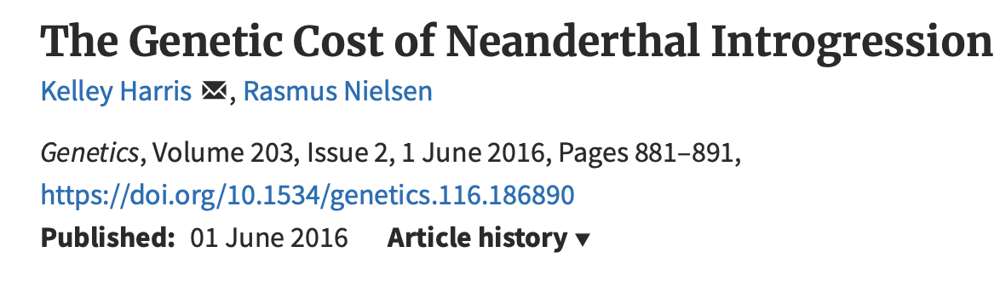 The Genetic Cost of Neanderthal Introgression
Kelley Harris ✉, Rasmus Nielsen
Genetics, Volume 203, Issue 2, 1 June 2016, Pages 881–891,
https://doi.org/10.1534/genetics.116.186890
Published: 01 June 2016 Article history ▼